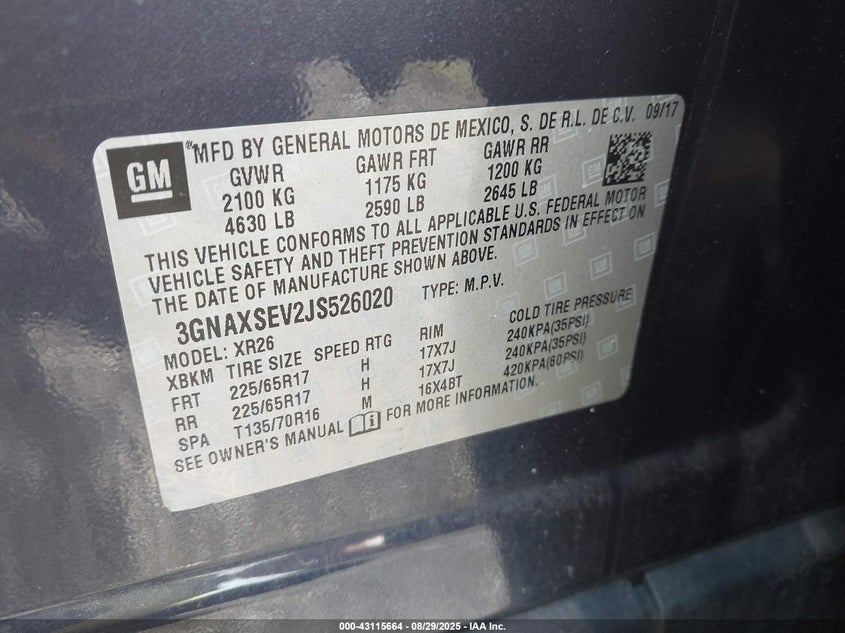 GM
®MFD BY GENERAL MOTORS DE MEXICO, S. DE R.L. DE C.V. 09/17
GVWR GAWR FRT GAWR RR
2100 KG 1175 KG 1200 KG
4630 LB 2590 LB 2645 LB
THIS VEHICLE CONFORMS TO ALL APPLICABLE U.S. FEDERAL MOTOR
VEHICLE SAFETY AND THEFT PREVENTION STANDARDS IN EFFECT ON
THE DATE OF MANUFACTURE SHOWN ABOVE.
3GNAXSEV2JS526020 TYPE: M.P.V.
MODEL: XR26
XBKM TIRE SIZE SPEED RTG RIM COLD TIRE PRESSURE
FRT 225/65R17 H 17X7J 240KPA(35PSI)
RR 225/65R17 H 17X7J 240KPA(35PSI)
SPA T135/70R16 M 16X4BT 420KPA(60PSI)
SEE OWNER'S MANUAL i FOR MORE INFORMATION.
000-43115664 - 08/29/2025 - IAA Inc.